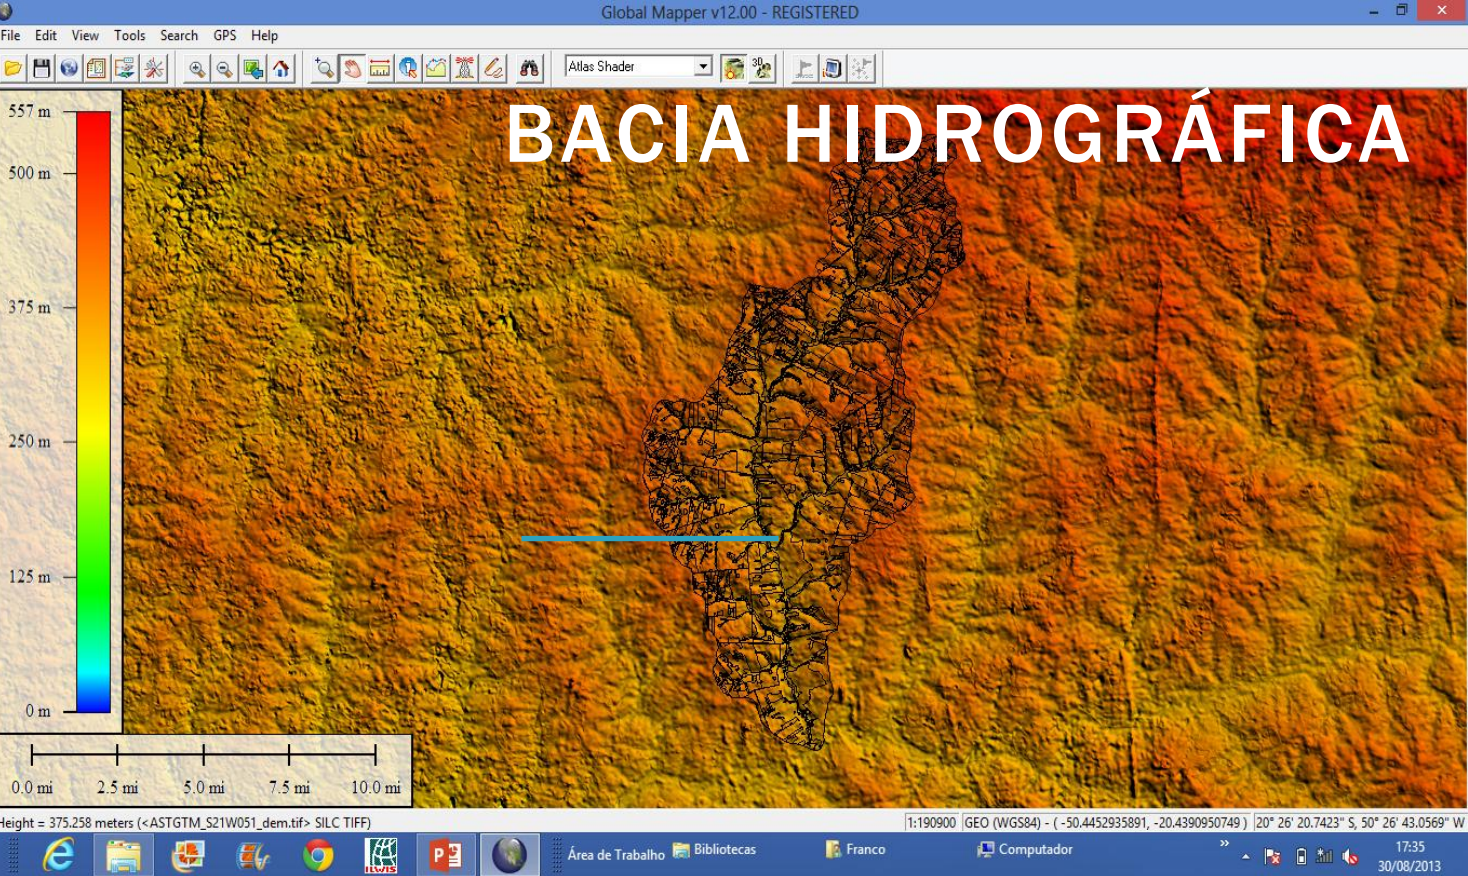 Global Mapper v12.00 - REGISTERED
File Edit View Tools Search GPS Help
Atlas Shader
3D
BACIA HIDROGRÁFICA
557 m
500 m
375 m
250 m
125 m
0 m
0.0 mi 2.5 mi 5.0 mi 7.5 mi 10.0 mi
Height = 375.258 meters (<ASTGTM_S21W051_dem.tif> SILC TIFF)
1:190900 GEO (WGS84) - ( -50.4452935891, -20.4390950749 ) 20° 26' 20.7423" S, 50° 26' 43.0569" W
ILWIS
Área de Trabalho Bibliotecas Franco Computador »
17:35
30/08/2013